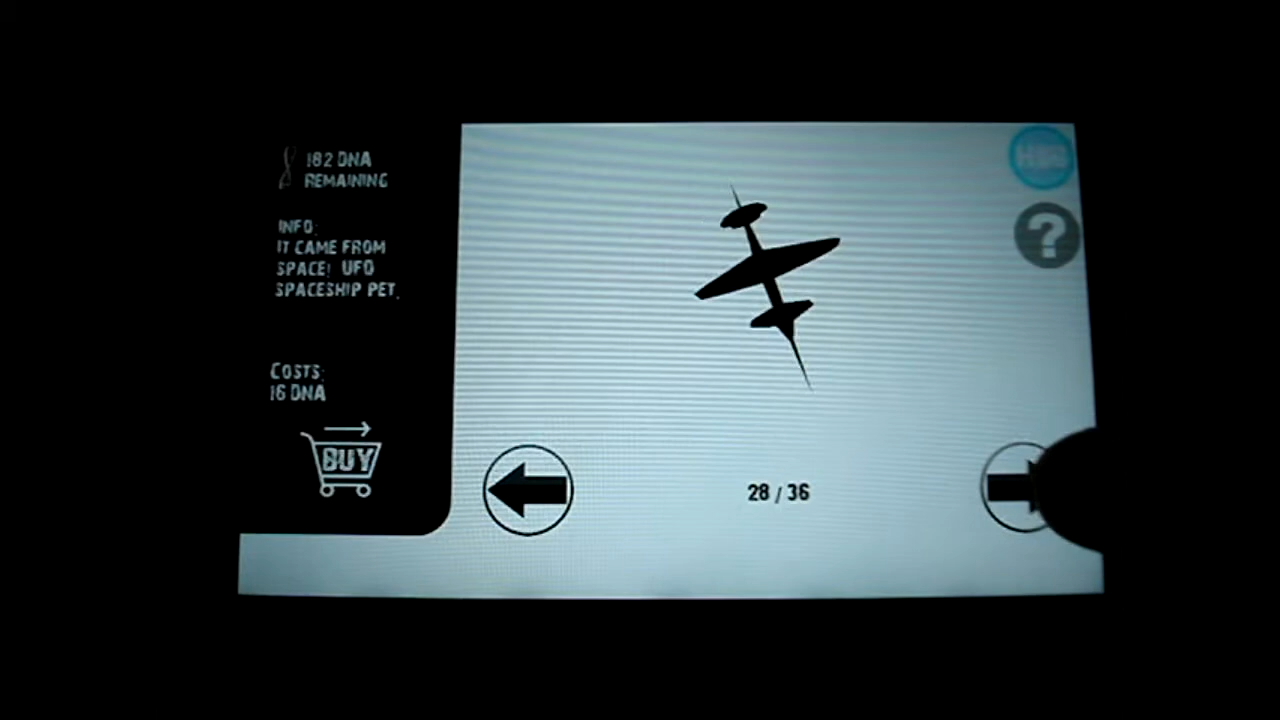 182 DNA
REMAINING
INFO:
IT CAME FROM
SPACE! UFO
SPACESHIP PET.
COSTS:
16 DNA
BUY
28 / 36
?